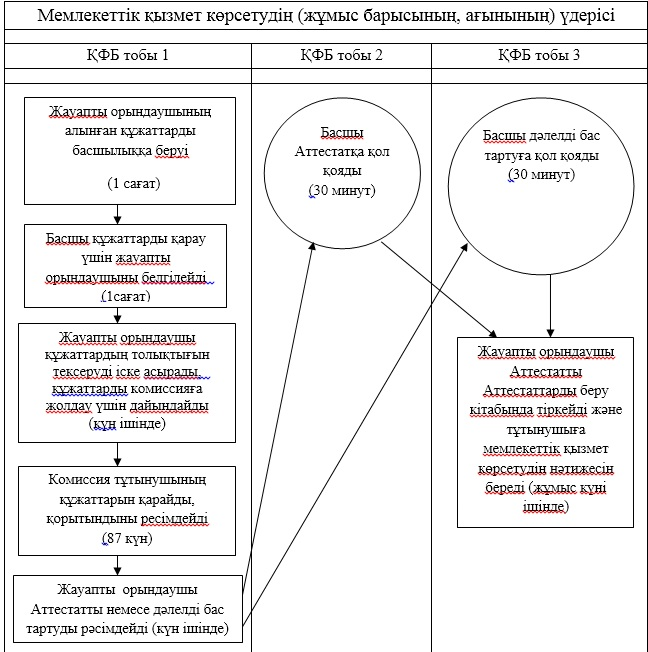 Мемлекеттік қызмет көрсетудің (жұмыс барысының, ағынының) үдерісі
ҚФБ тобы 1
ҚФБ тобы 2
ҚФБ тобы 3
Жауапты орындаушының
алынған құжаттарды
басшылыққа беруі
(1 сағат)
Басшы құжаттарды қарау
үшін жауапты
орындаушыны белгілейді
(1сағат)
Жауапты орындаушы
құжаттардың толықтығын
тексеруді іске асырады,
құжаттарды комиссияға
жолдау үшін дайындайды
(күн ішінде)
Комиссия тұтынушының
құжаттарын қарайды,
қорытындыны ресімдейді
(87 күн)
Жауапты орындаушы
Аттестатты немесе дәлелді бас
тартуды рәсімдейді (күн ішінде)
Басшы
Аттестатқа қол
қояды
(30 минут)
Басшы дәлелді бас
тартуға қол қояды
(30 минут)
Жауапты орындаушы
Аттестатты
Аттестаттарды беру
кітабында тіркейді және
тұтынушыға
мемлекеттік қызмет
көрсетудін нәтижесін
береді (жұмыс күні
ішінде)